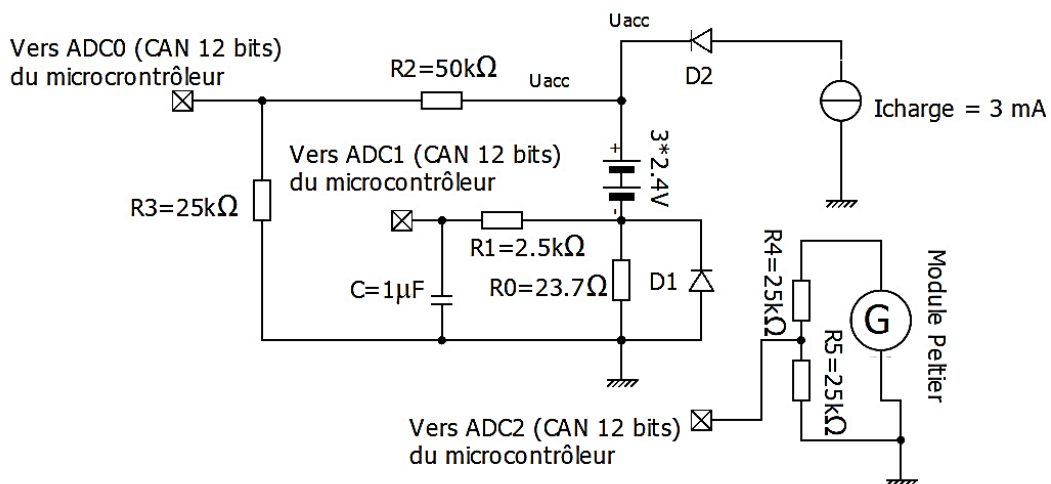 Uacc
Vers ADC0 (CAN 12 bits)
du microcrontrôleur
R2=50kΩ
Uacc
D2
Icharge = 3 mA
+
3*2.4V
-
Vers ADC1 (CAN 12 bits)
du microcontrôleur
R3=25kΩ
R1=2.5kΩ
C=1µF
R0=23.7Ω
D1
R4=25kΩ
R5=25kΩ
G
Module Peltier
Vers ADC2 (CAN 12 bits)
du microcontrôleur